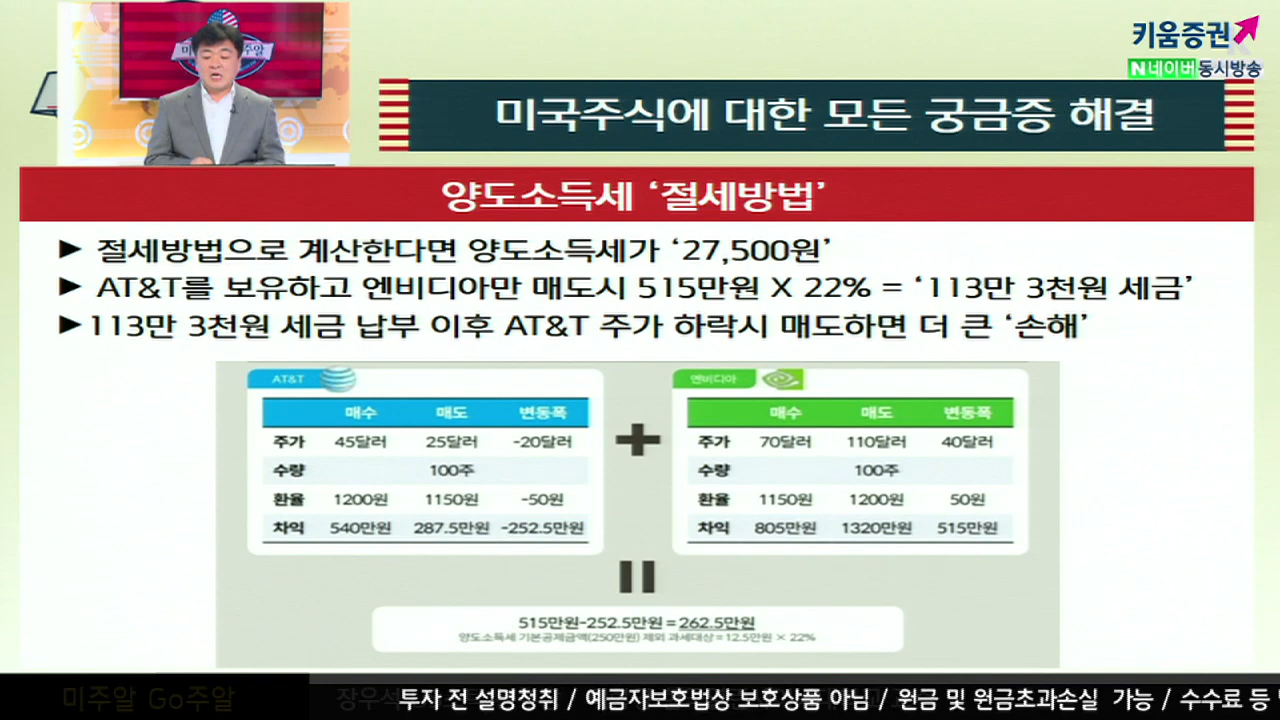 키움증권
N 네이버 동시방송
미국주식에 대한 모든 궁금증 해결
양도소득세 ‘절세방법’
▶ 절세방법으로 계산한다면 양도소득세가 ‘27,500원’
▶ AT&T를 보유하고 엔비디아만 매도시 515만원 X 22% = ‘113만 3천원 세금’
▶113만 3천원 세금 납부 이후 AT&T 주가 하락시 매도하면 더 큰 ‘손해’
AT&T
매수 매도 변동폭
주가 45달러 25달러 -20달러
수량 100주
환율 1200원 1150원 -50원
차익 540만원 287.5만원 -252.5만원
+
엔비디아
매수 매도 변동폭
주가 70달러 110달러 40달러
수량 100주
환율 1150원 1200원 50원
차익 805만원 1320만원 515만원
515만원-252.5만원 = 262.5만원
양도소득세 기본공제금액(250만원) 제외 과세대상 = 12.5만원 × 22%
미주알 Go주알
장우석
투자 전 설명청취 / 예금자보호법상 보호상품 아님 / 원금 및 원금초과손실 가능 / 수수료 등